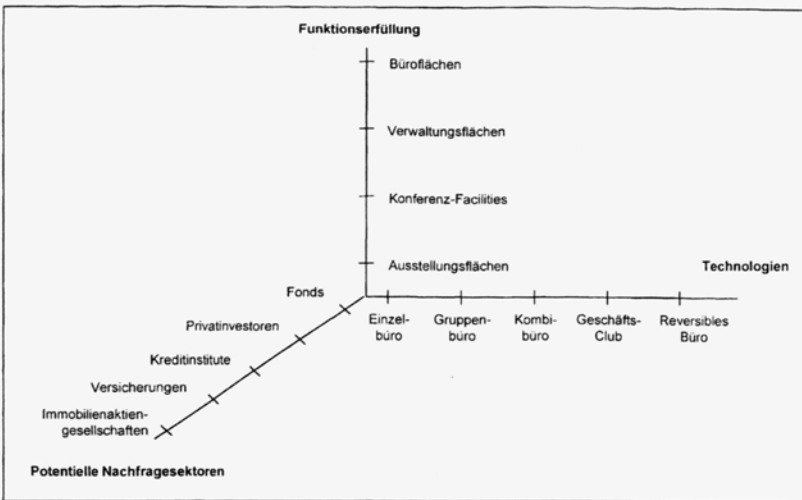 Funktionserfüllung
Büroflächen
Verwaltungsflächen
Konferenz-Facilities
Ausstellungsflächen
Technologien
Einzel-
büro
Gruppen-
büro
Kombi-
büro
Geschäfts-
Club
Reversibles
Büro
Fonds
Privatinvestoren
Kreditinstitute
Versicherungen
Immobilienaktien-
gesellschaften
Potentielle Nachfragesektoren